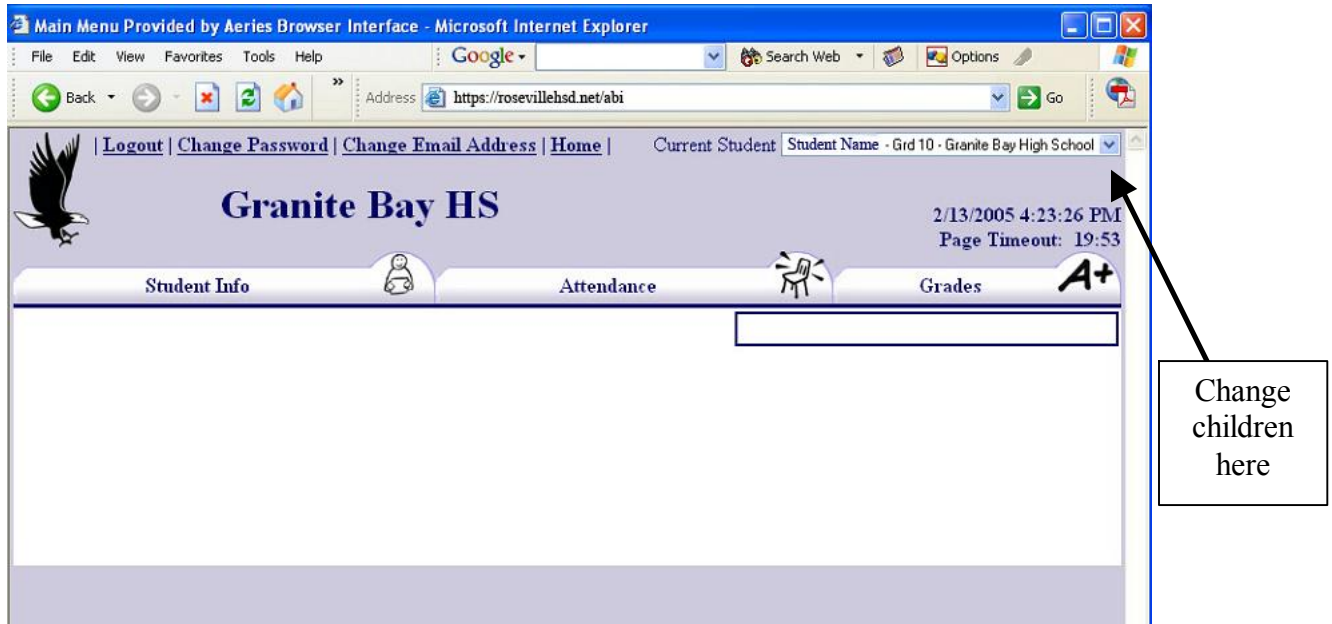 Main Menu Provided by Aeries Browser Interface - Microsoft Internet Explorer
File Edit View Favorites Tools Help Google Search Web Options
Back » Address https://rosevillehsd.net/abi Go
| Logout | Change Password | Change Email Address | Home | Current Student Student Name - Grd 10 - Granite Bay High School
Granite Bay HS
2/13/2005 4:23:26 PM
Page Timeout: 19:53
Student Info Attendance Grades A+
Change
children
here